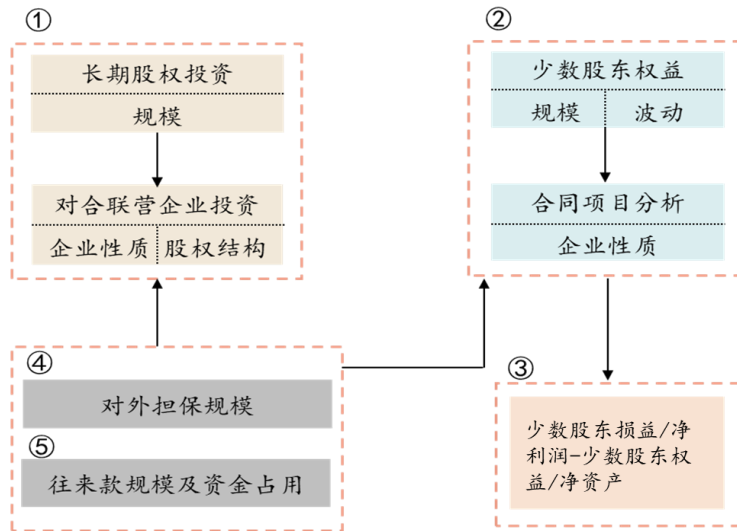 ①
长期股权投资
规模
对合联营企业投资
企业性质 股权结构
②
少数股东权益
规模 波动
合同项目分析
企业性质
④
对外担保规模
⑤
往来款规模及资金占用
③
少数股东损益/净
利润-少数股东权
益/净资产